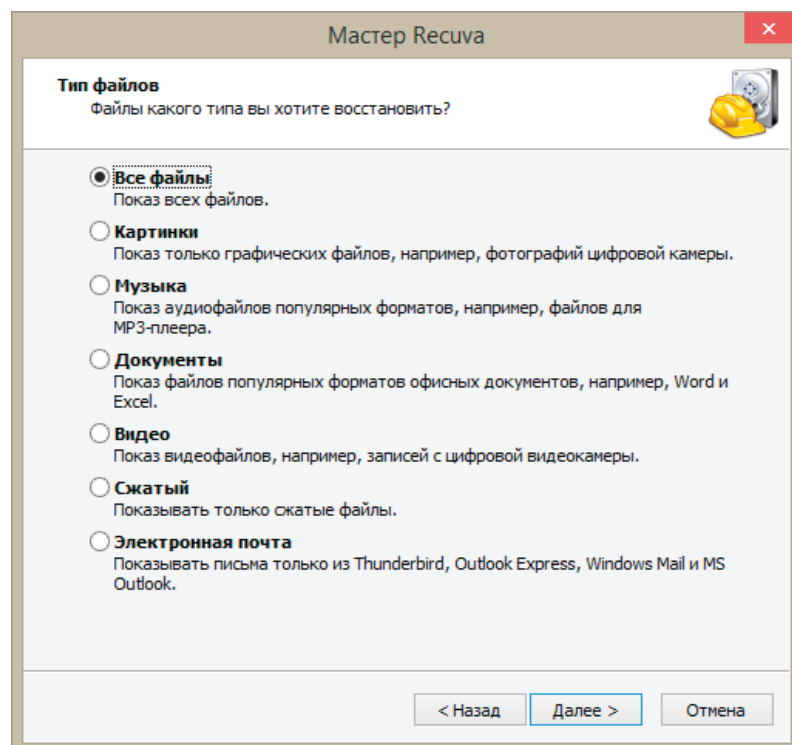 Мастер Recuva
Тип файлов
Файлы какого типа вы хотите восстановить?
Все файлы
Показ всех файлов.
Картинки
Показ только графических файлов, например, фотографий цифровой камеры.
Музыка
Показ аудиофайлов популярных форматов, например, файлов для
MP3-плеера.
Документы
Показ файлов популярных форматов офисных документов, например, Word и
Excel.
Видео
Показ видеофайлов, например, записей с цифровой видеокамеры.
Сжатый
Показывать только сжатые файлы.
Электронная почта
Показывать письма только из Thunderbird, Outlook Express, Windows Mail и MS
Outlook.
< Назад Далее > Отмена